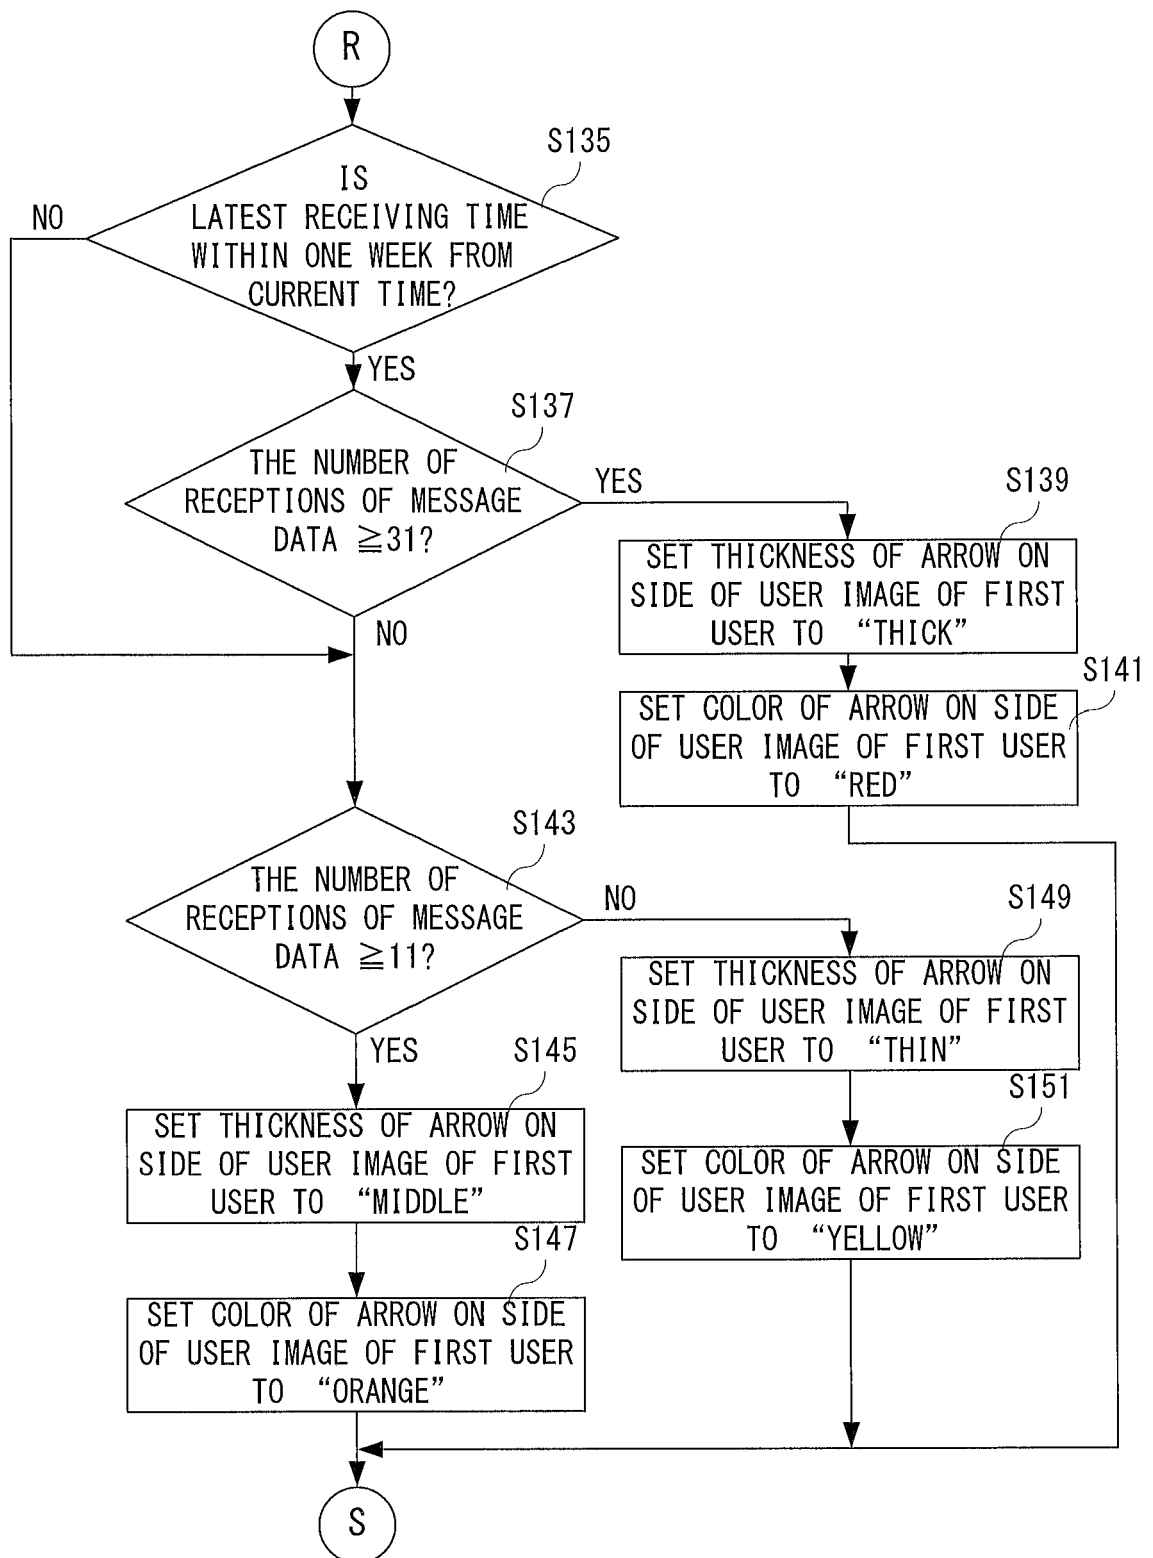 R
S135
IS
LATEST RECEIVING TIME
WITHIN ONE WEEK FROM
CURRENT TIME?
NO
YES
S137
THE NUMBER OF
RECEPTIONS OF MESSAGE
DATA ≧31?
YES
NO
S139
SET THICKNESS OF ARROW ON
SIDE OF USER IMAGE OF FIRST
USER TO “THICK”
S141
SET COLOR OF ARROW ON SIDE
OF USER IMAGE OF FIRST USER
TO “RED”
S143
THE NUMBER OF
RECEPTIONS OF MESSAGE
DATA ≧11?
NO
YES
S149
SET THICKNESS OF ARROW ON
SIDE OF USER IMAGE OF FIRST
USER TO “THIN”
S151
SET COLOR OF ARROW ON SIDE
OF USER IMAGE OF FIRST USER
TO “YELLOW”
S145
SET THICKNESS OF ARROW ON
SIDE OF USER IMAGE OF FIRST
USER TO “MIDDLE”
S147
SET COLOR OF ARROW ON SIDE
OF USER IMAGE OF FIRST USER
TO “ORANGE”
S